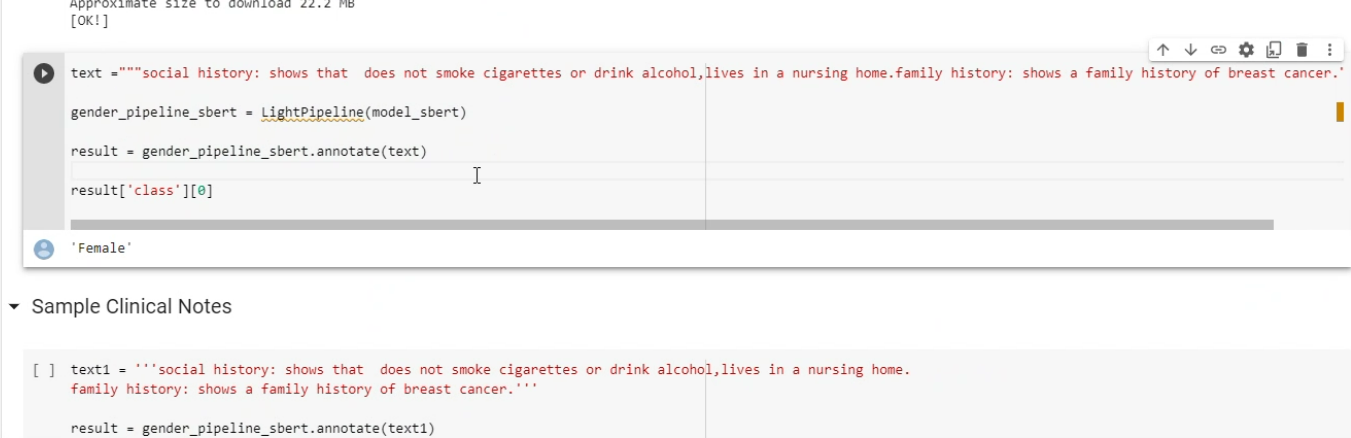 Approximate size to download 22.2 MB
[OK!]
text ="""social history: shows that  does not smoke cigarettes or drink alcohol,lives in a nursing home.family history: shows a family history of breast cancer."
gender_pipeline_sbert = LightPipeline(model_sbert)
result = gender_pipeline_sbert.annotate(text)
result['class'][0]
'Female'
Sample Clinical Notes
[ ] text1 = '''social history: shows that  does not smoke cigarettes or drink alcohol,lives in a nursing home.
family history: shows a family history of breast cancer.'''
result = gender_pipeline_sbert.annotate(text1)